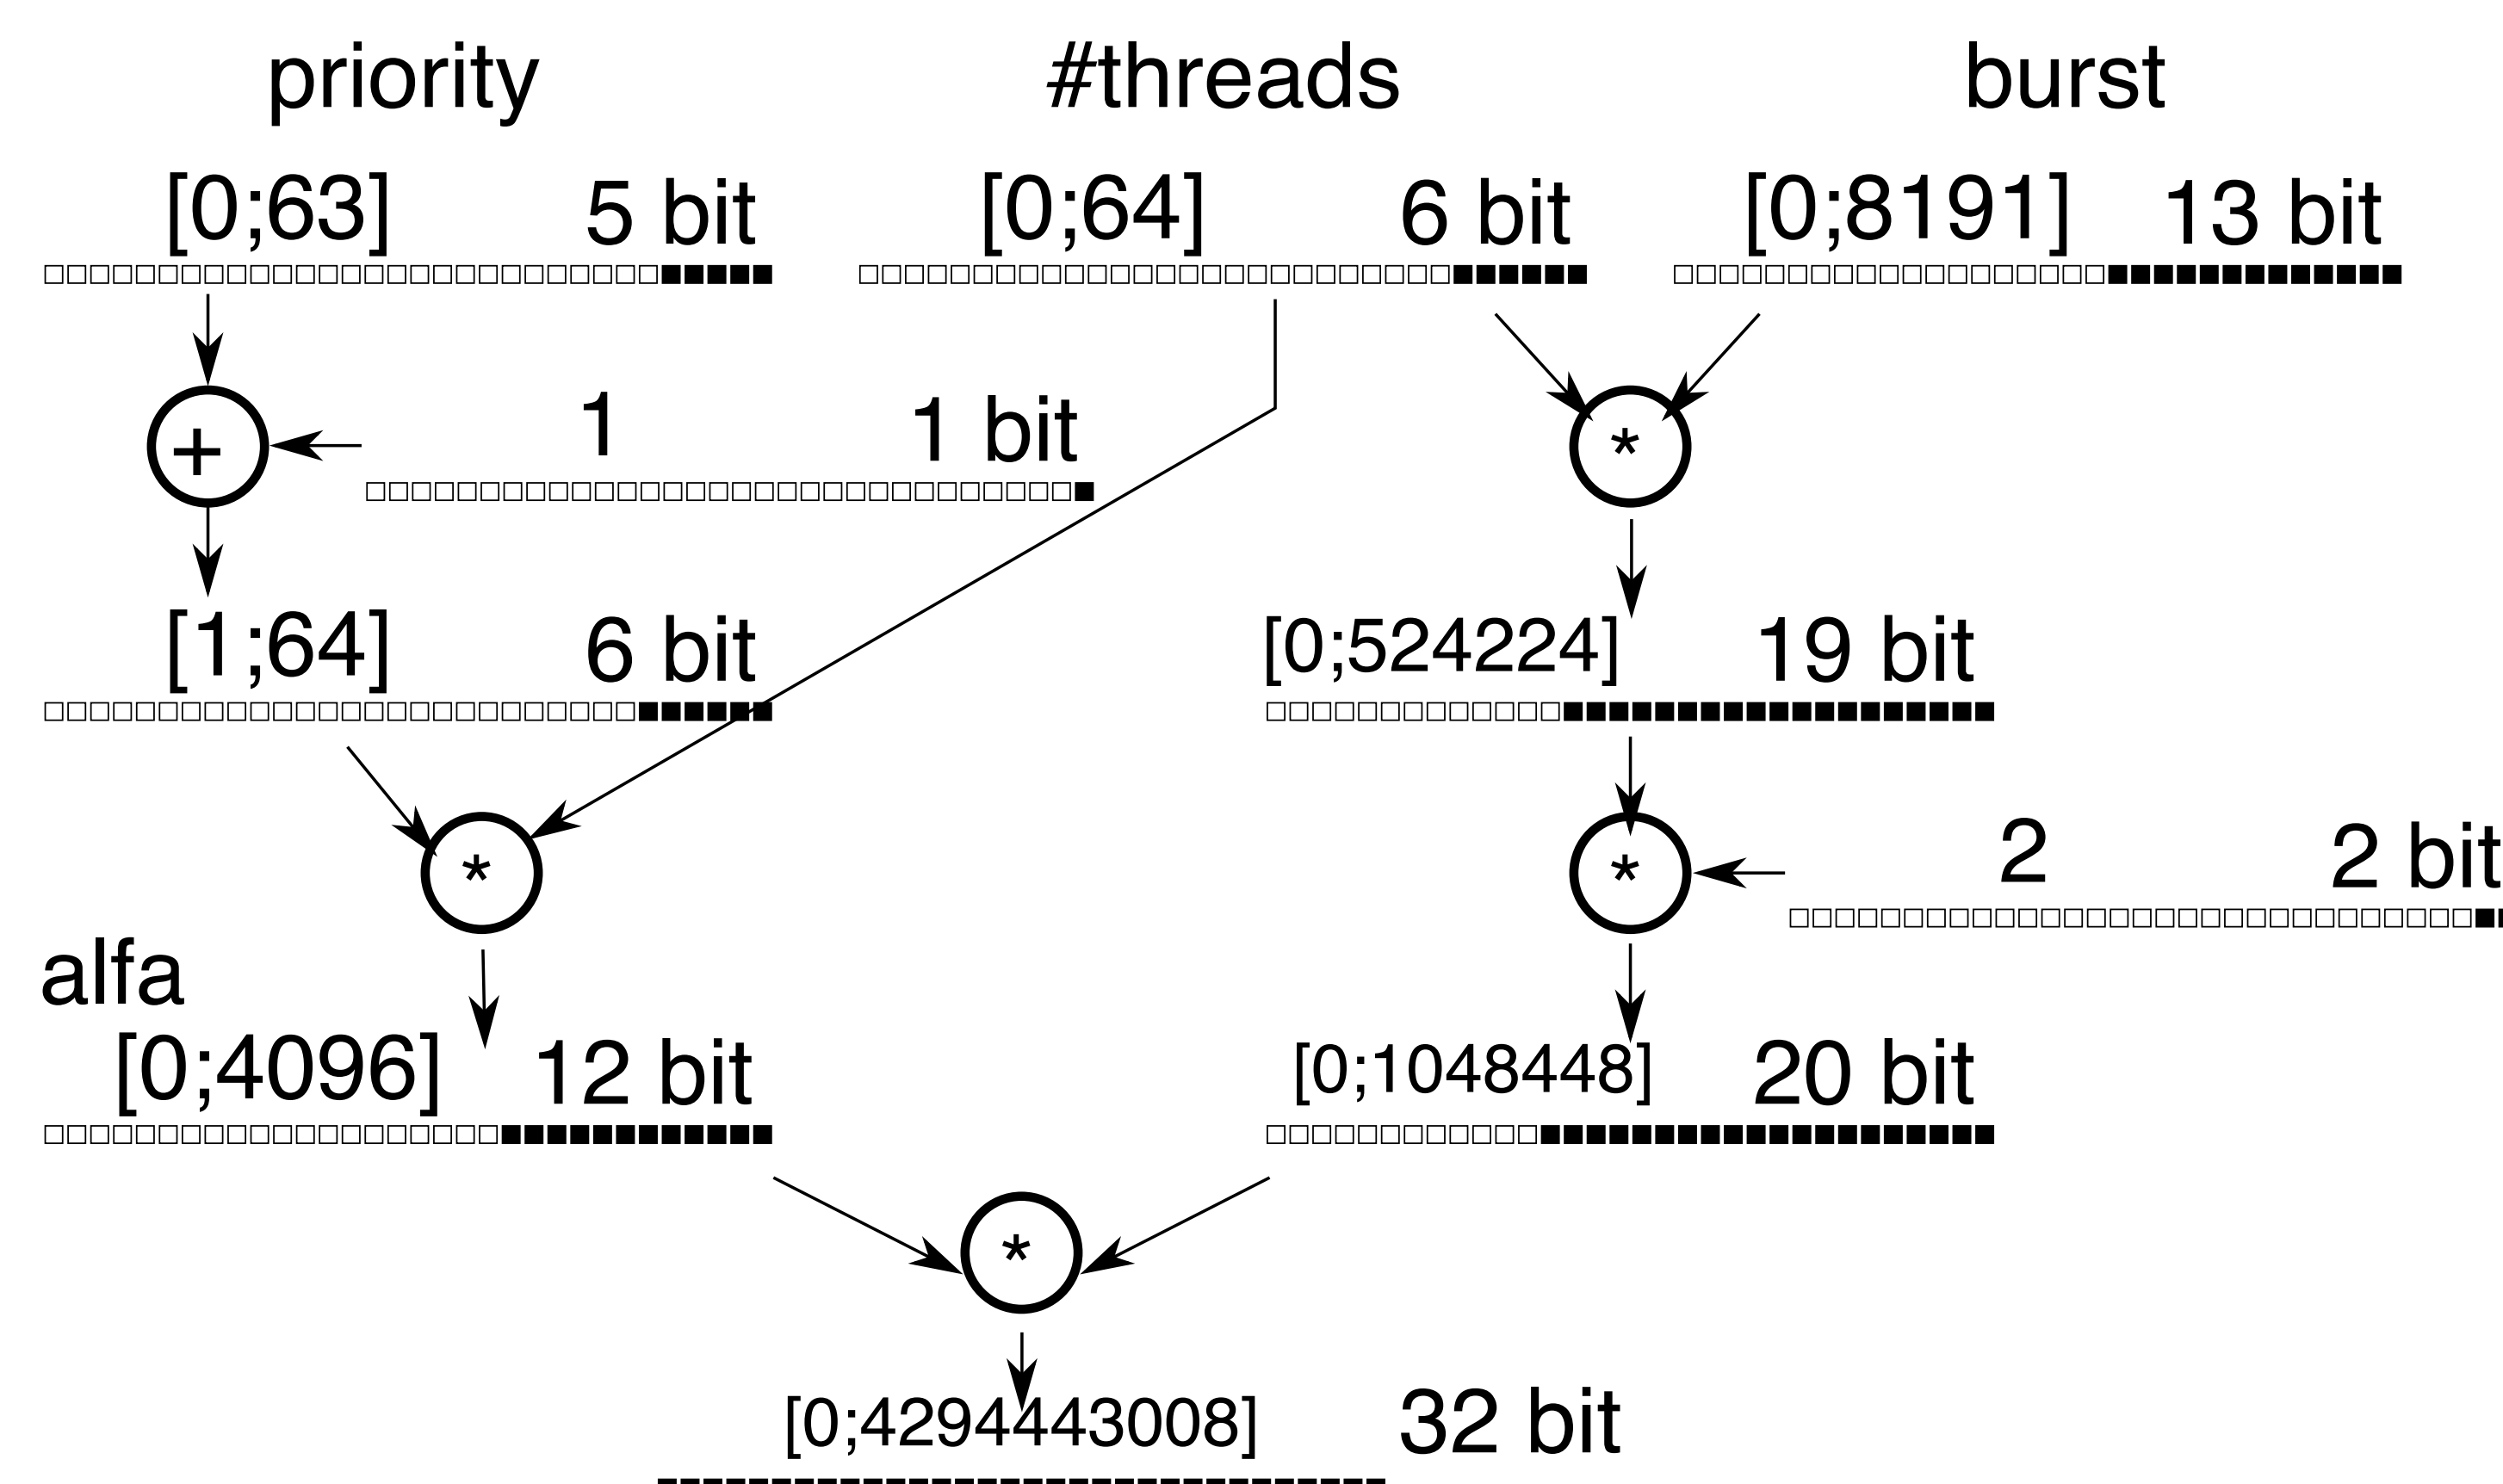 priority #threads burst
[0;63] 5 bit [0;64] 6 bit [0;8191] 13 bit
+ 1 1 bit *
[1;64] 6 bit [0;524224] 19 bit
* * 2 2 bit
alfa
[0;4096] 12 bit [0;1048448] 20 bit
*
[0;4294443008] 32 bit